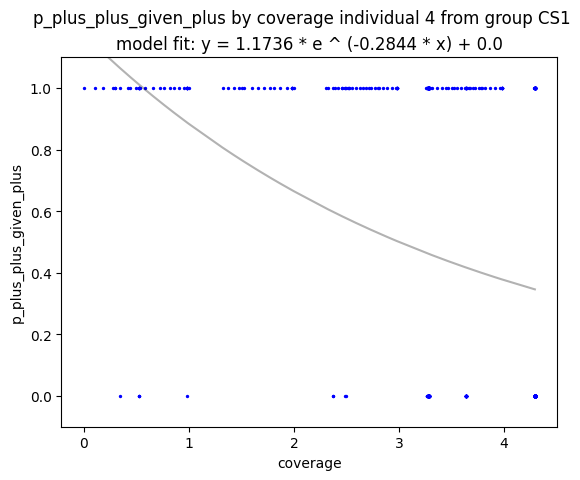 p_plus_plus_given_plus by coverage individual 4 from group CS1
model fit: y = 1.1736 * e ^ (-0.2844 * x) + 0.0
1.0
0.8
0.6
0.4
0.2
0.0
p_plus_plus_given_plus
0 1 2 3 4
coverage